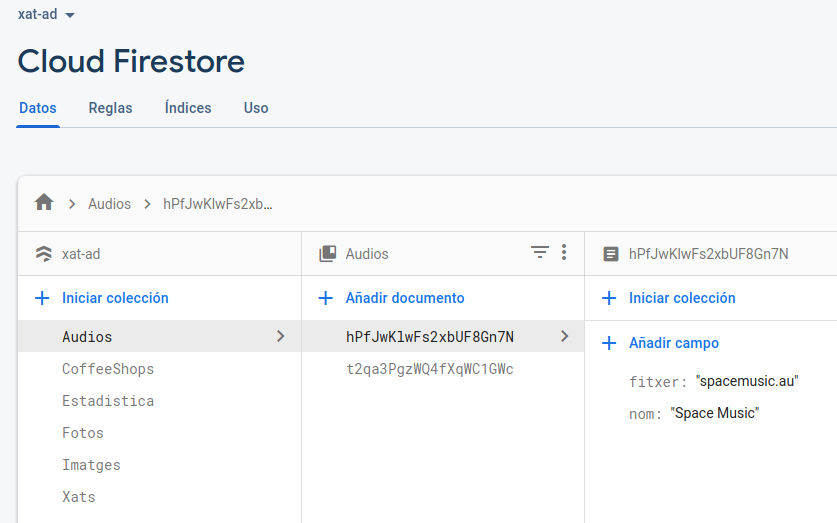 xat-ad
Cloud Firestore
Datos Reglas Índices Uso
Audios hPfJwKlwFs2xb...
xat-ad
Iniciar colección
Audios
CoffeeShops
Estadistica
Fotos
Imatges
Xats
Audios
Añadir documento
hPfJwKlwFs2xbUF8Gn7N
t2qa3PgzWQ4fXqWC1GWc
hPfJwKlwFs2xbUF8Gn7N
Iniciar colección
Añadir campo
fitxer: "spacemusic.au"
nom: "Space Music"